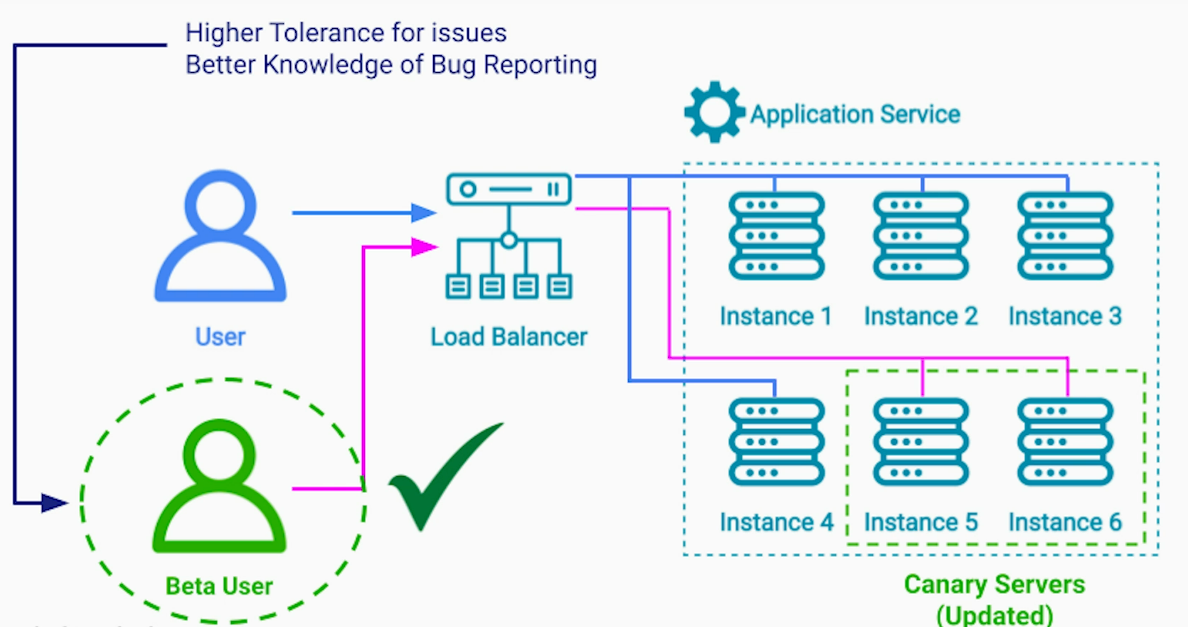 Higher Tolerance for issues
Better Knowledge of Bug Reporting
Application Service
User
Load Balancer
Instance 1
Instance 2
Instance 3
Beta User
Instance 4
Instance 5
Instance 6
Canary Servers
(Updated)